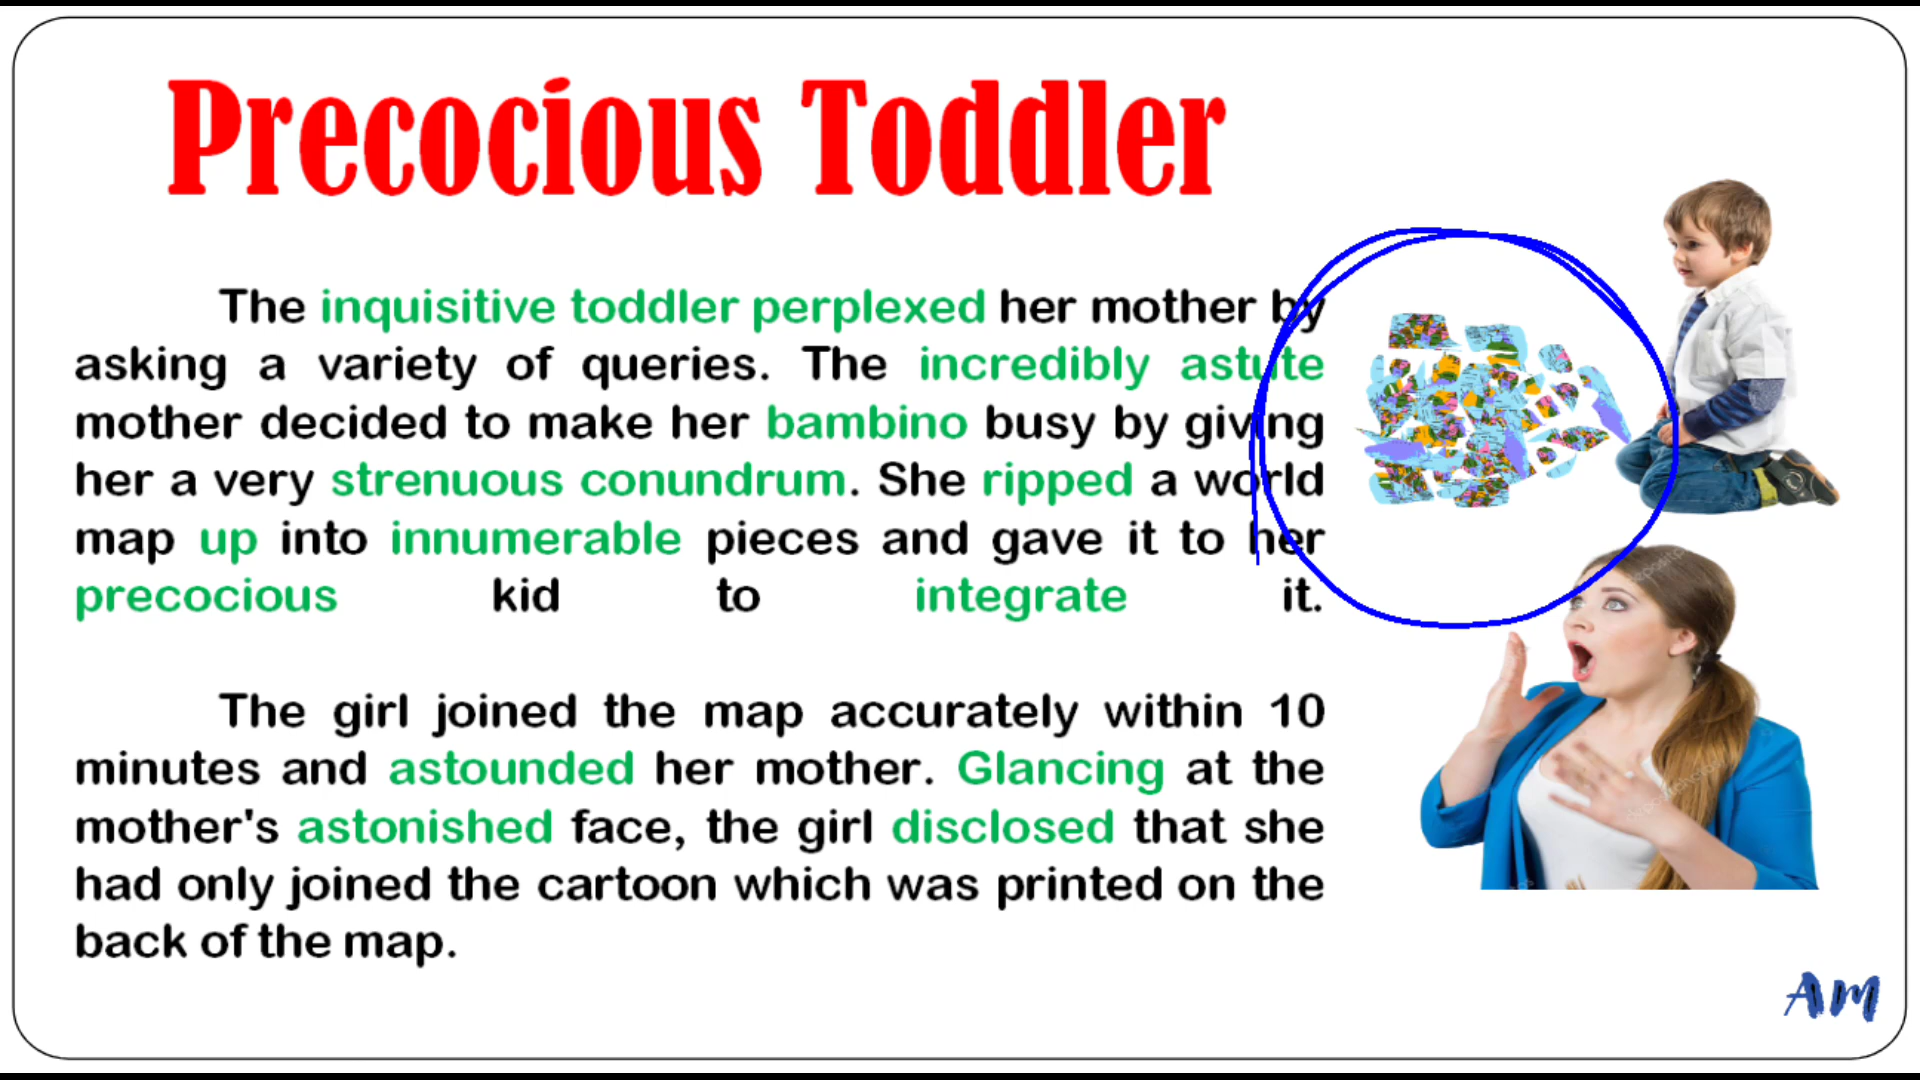 Precocious Toddler
The inquisitive toddler perplexed her mother by
asking a variety of queries. The incredibly astute
mother decided to make her bambino busy by giving
her a very strenuous conundrum. She ripped a world
map up into innumerable pieces and gave it to her
precocious kid to integrate it.
The girl joined the map accurately within 10
minutes and astounded her mother. Glancing at the
mother's astonished face, the girl disclosed that she
had only joined the cartoon which was printed on the
back of the map.
AM